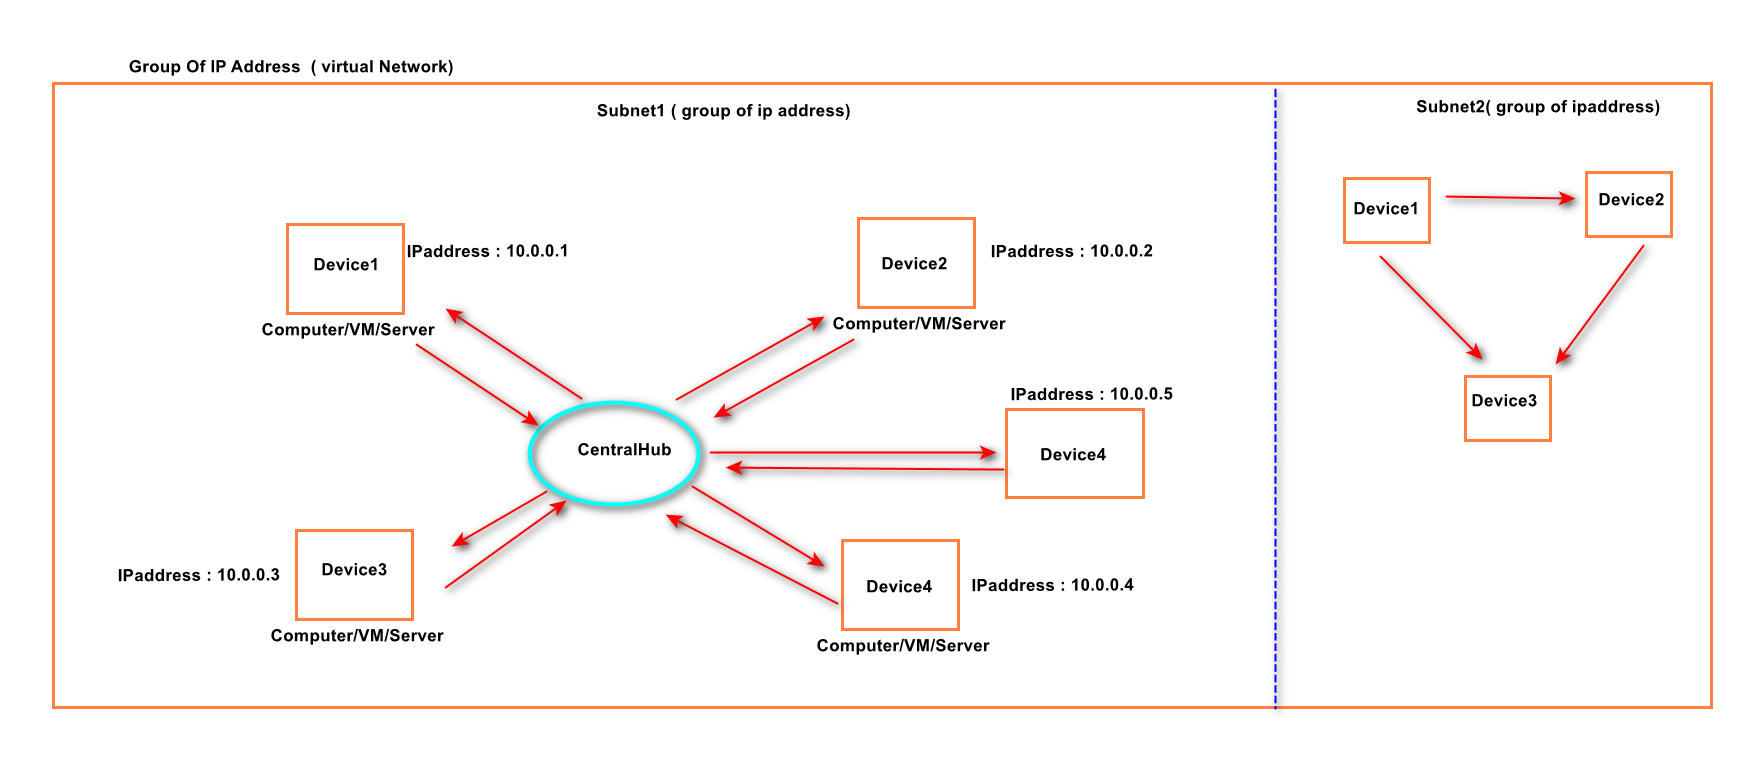 Group Of IP Address  ( virtual Network)
Subnet1 ( group of ip address)
Subnet2( group of ipaddress)
Device1
IPaddress : 10.0.0.1
Computer/VM/Server
Device2
IPaddress : 10.0.0.2
Computer/VM/Server
IPaddress : 10.0.0.5
Device4
CentralHub
IPaddress : 10.0.0.3
Device3
Computer/VM/Server
Device4
IPaddress : 10.0.0.4
Computer/VM/Server
Device1
Device2
Device3